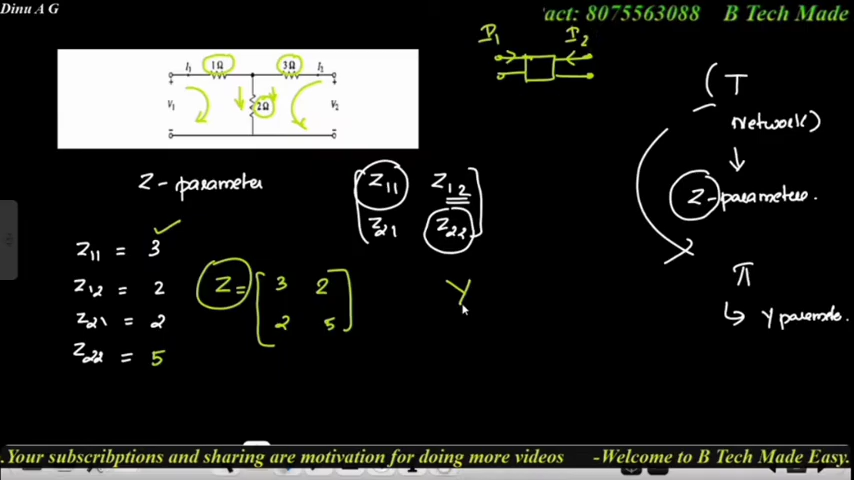 Dinu A G
act: 8075563088 B Tech Made
I1 1Ω 3Ω I2
V1 2Ω V2
I1 I2
(T
Network)
Z-parameters.
π
Y paramete.
Z-parameter
Z11 Z12
Z21 Z22
Z11 = 3
Z12 = 2
Z21 = 2
Z22 = 5
Z= 3 2
2 5
Y
.Your subscribptions and sharing are motivation for doing more videos -Welcome to B Tech Made Easy.